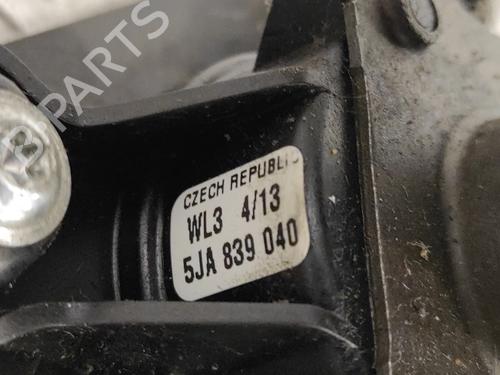 CZECH REPUBLIC
WL3 4/13
5JA 839 040
B-PARTS